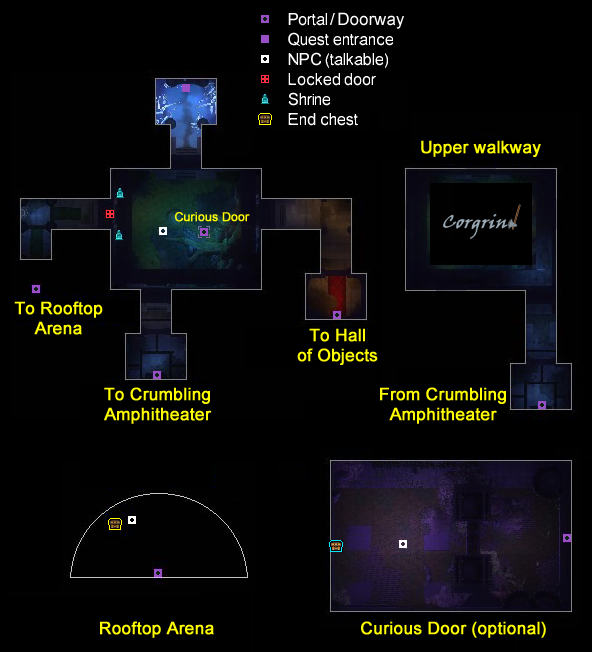 Portal/Doorway
Quest entrance
NPC (talkable)
Locked door
Shrine
End chest
Upper walkway
Curious Door
Corgrind
To Rooftop
Arena
To Hall
of Objects
To Crumbling
Amphitheater
From Crumbling
Amphitheater
Rooftop Arena
Curious Door (optional)